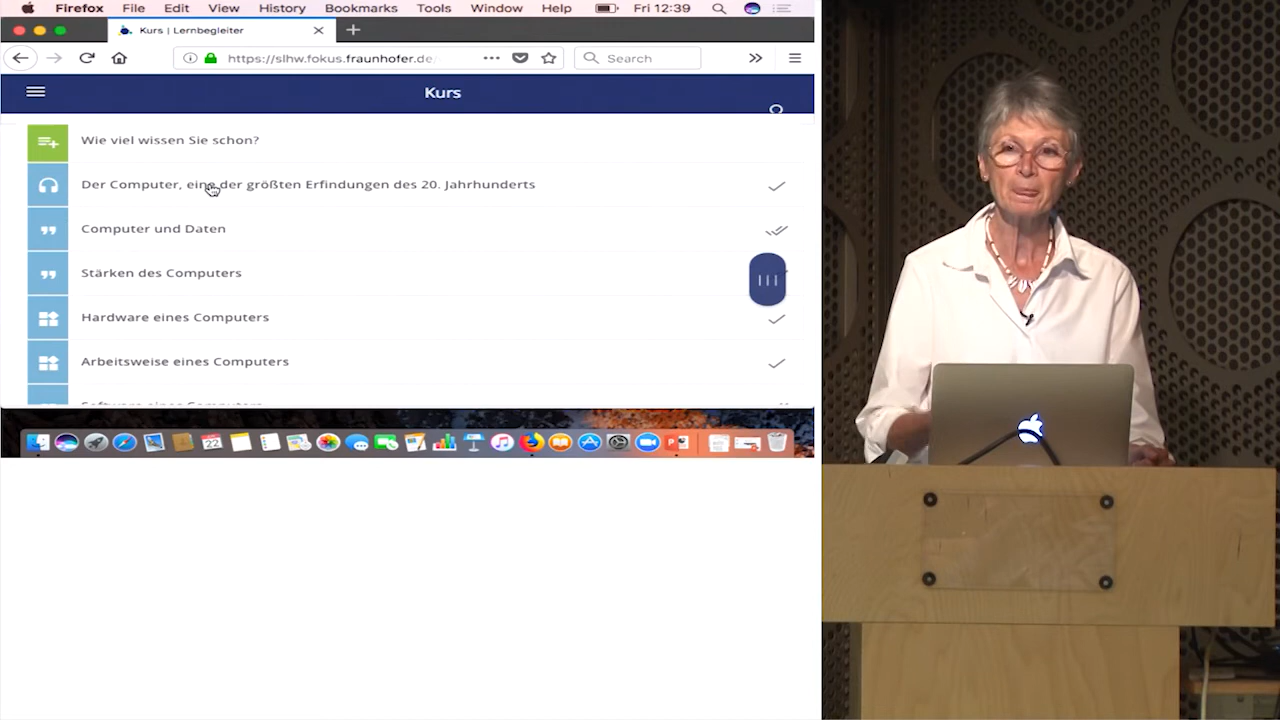 Firefox File Edit View History Bookmarks Tools Window Help Fri 12:39
Kurs | Lernbegleiter
https://slhw.fokus.fraunhofer.de/
Search
Kurs
Wie viel wissen Sie schon?
Der Computer, eine der größten Erfindungen des 20. Jahrhunderts
Computer und Daten
Stärken des Computers
Hardware eines Computers
Arbeitsweise eines Computers
22